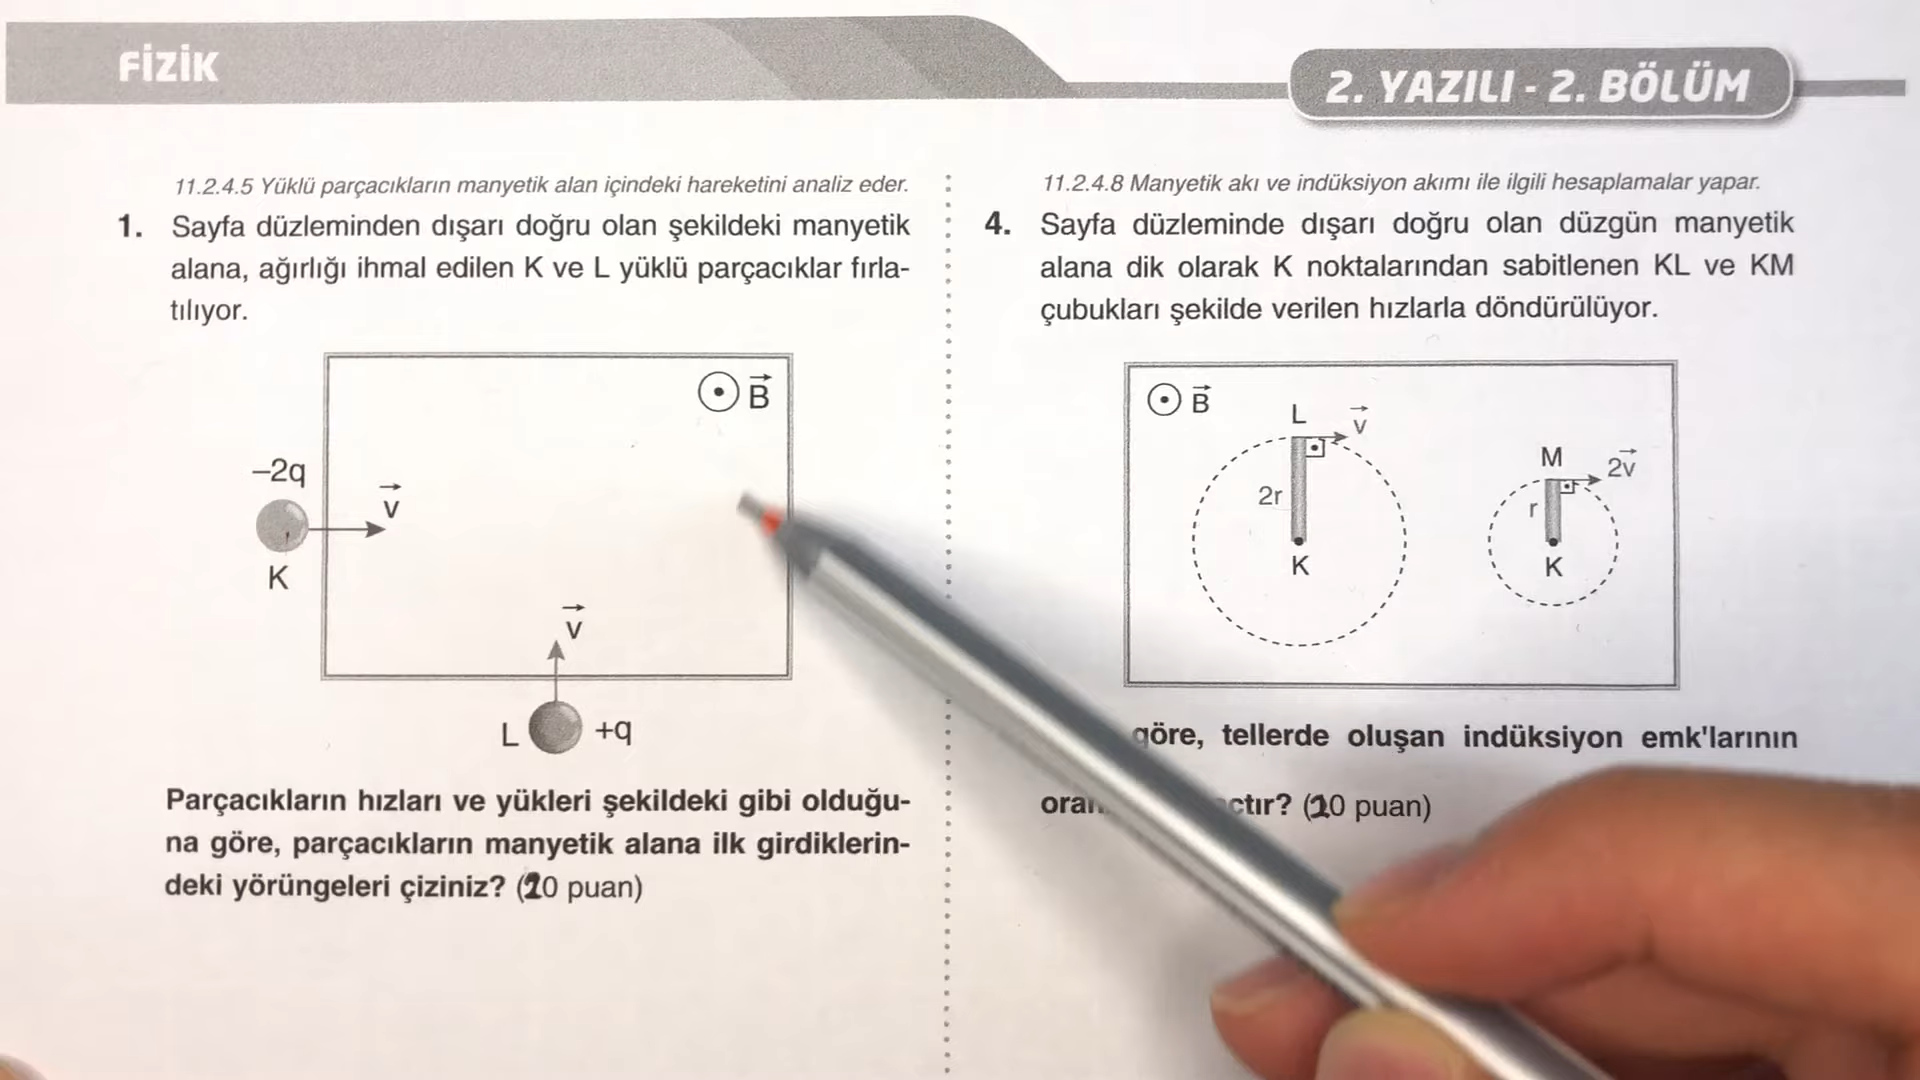 FİZİK
2. YAZILI - 2. BÖLÜM
11.2.4.5 Yüklü parçacıkların manyetik alan içindeki hareketini analiz eder.
1. Sayfa düzleminden dışarı doğru olan şekildeki manyetik
alana, ağırlığı ihmal edilen K ve L yüklü parçacıklar fırla-
tılıyor.
B
–2q
v
K
v
L +q
Parçacıkların hızları ve yükleri şekildeki gibi olduğu-
na göre, parçacıkların manyetik alana ilk girdiklerin-
deki yörüngeleri çiziniz? (20 puan)
11.2.4.8 Manyetik akı ve indüksiyon akımı ile ilgili hesaplamalar yapar.
4. Sayfa düzleminde dışarı doğru olan düzgün manyetik
alana dik olarak K noktalarından sabitlenen KL ve KM
çubukları şekilde verilen hızlarla döndürülüyor.
B
L v
2r
K
M 2v
r
K
göre, tellerde oluşan indüksiyon emk'larının
(20 puan)